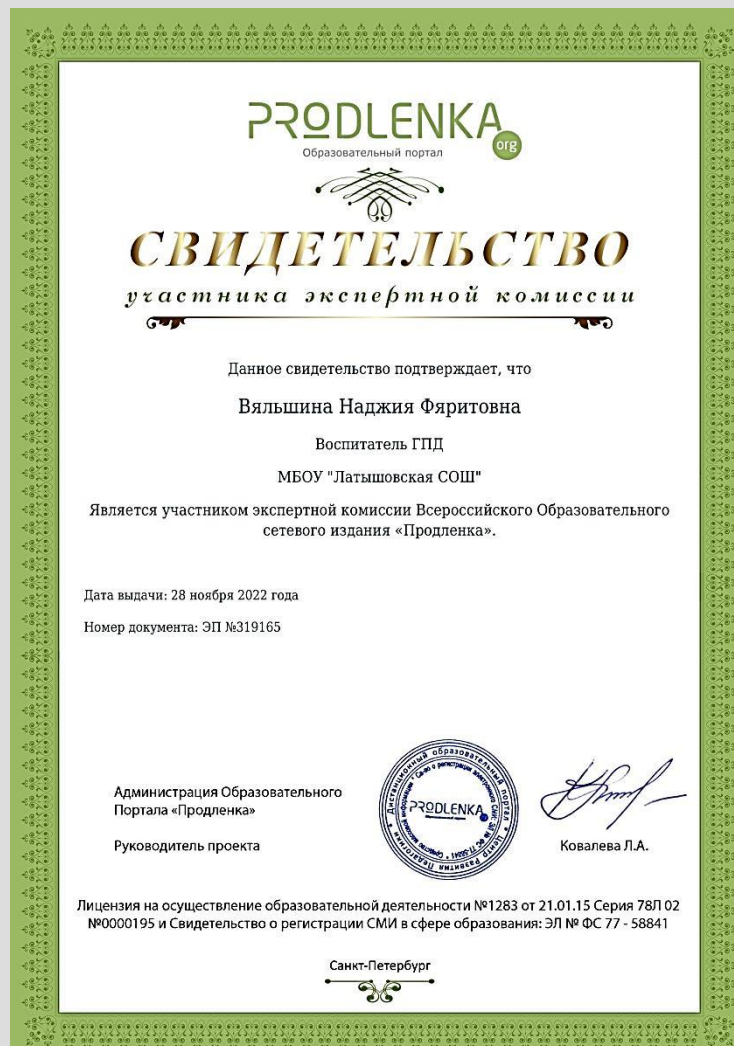 PRODLENKA
org
Образовательный портал
СВИДЕТЕЛЬСТВО
участника экспертной комиссии
Данное свидетельство подтверждает, что
Вяльшина Наджия Фяритовна
Воспитатель ГПД
МБОУ "Латышовская СОШ"
Является участником экспертной комиссии Всероссийского Образовательного
сетевого издания «Продленка».
Дата выдачи: 28 ноября 2022 года
Номер документа: ЭП №319165
Администрация Образовательного
Портала «Продленка»
Руководитель проекта
PRODLENKA
Ковалева Л.А.
Лицензия на осуществление образовательной деятельности №1283 от 21.01.15 Серия 78Л 02
№0000195 и Свидетельство о регистрации СМИ в сфере образования: ЭЛ № ФС 77 - 58841
Санкт-Петербург